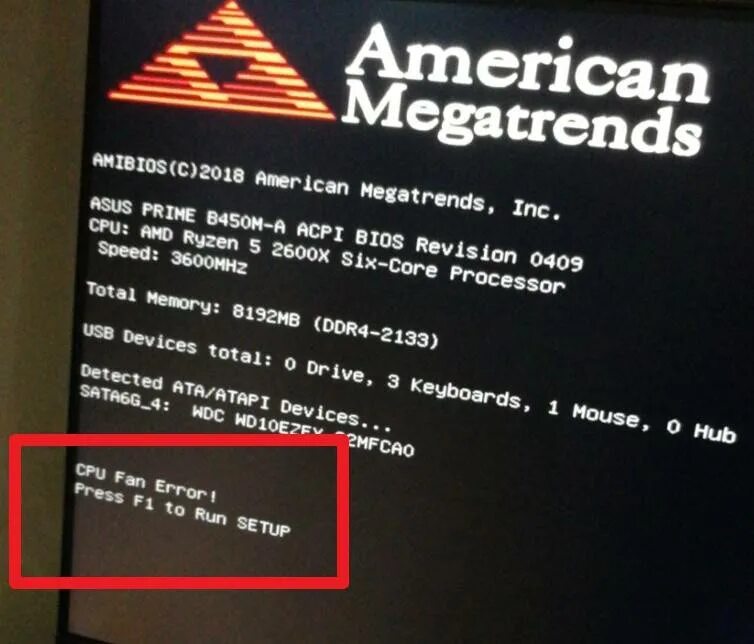 American
Megatrends
AMIBIOS(C)2018 American Megatrends, Inc.
ASUS PRIME B450M-A ACPI BIOS Revision 0409
CPU: AMD Ryzen 5 2600X Six-Core Processor
Speed: 3600MHz
Total Memory: 8192MB (DDR4-2133)
USB Devices total: 0 Drive, 3 Keyboards, 1 Mouse, 0 Hub
Detected ATA/ATAPI Devices...
SATA6G_4: WDC
CPU Fan Error!
Press F1 to Run SETUP